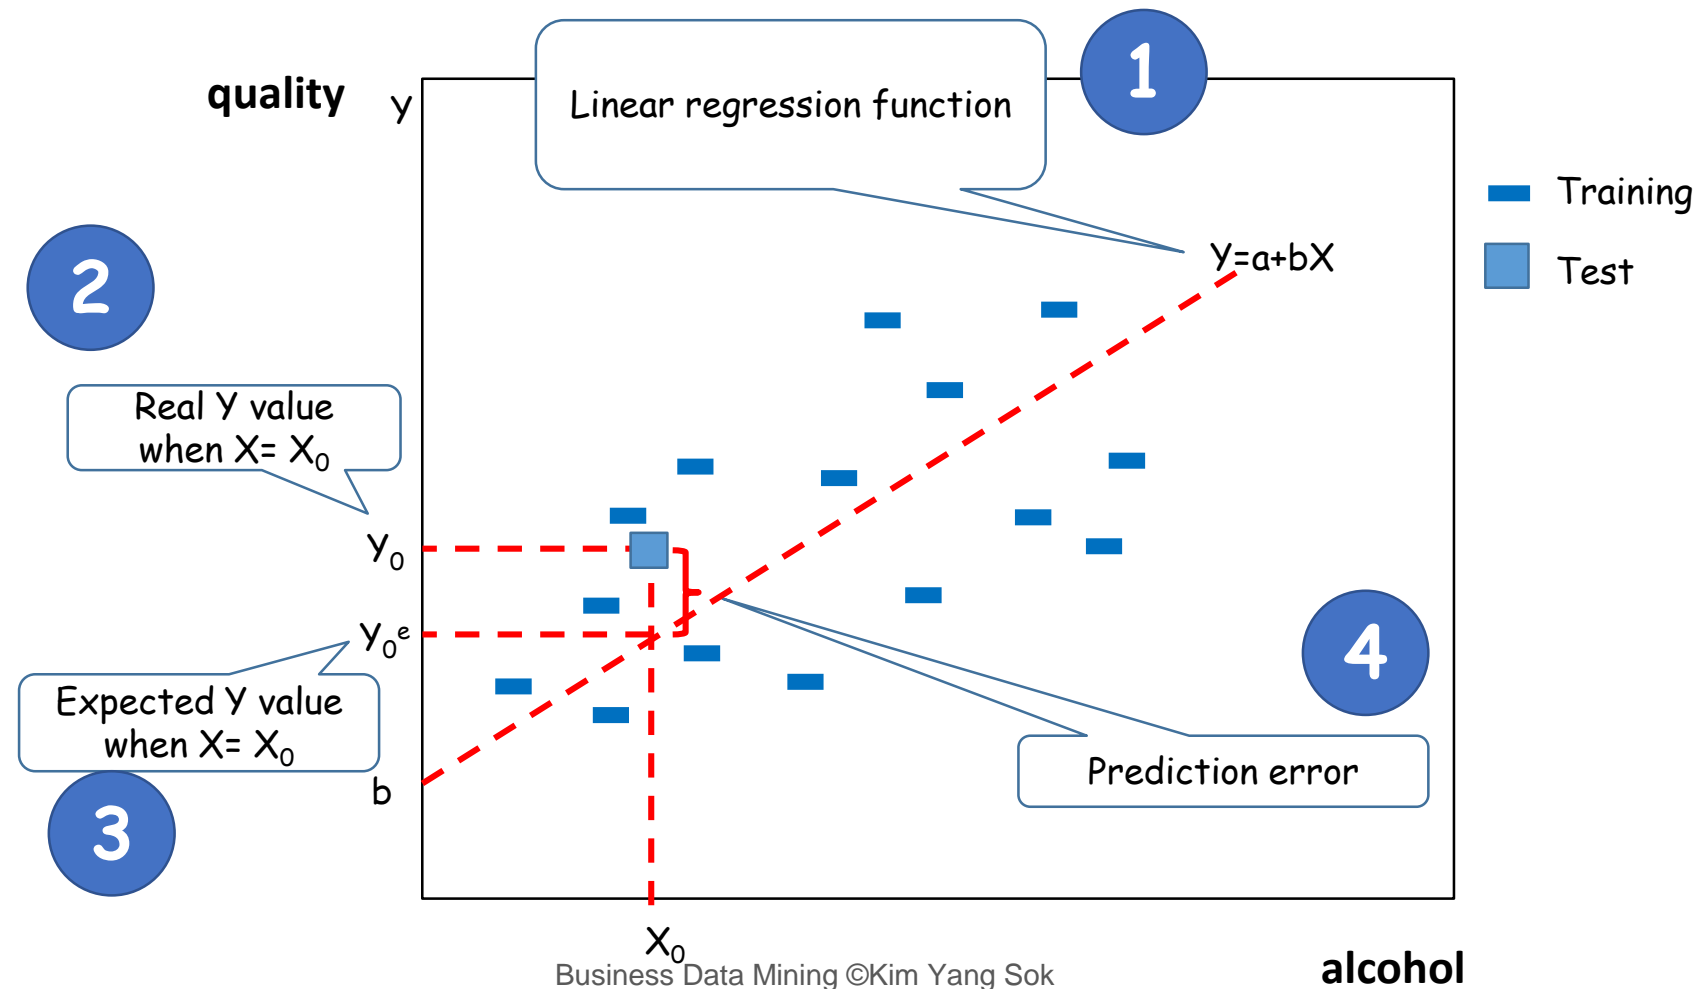 1
quality
Y
Linear regression function
Training
Y=a+bX
Test
2
Real Y value
when X= X₀
Y₀
Y₀ᵉ
4
Expected Y value
when X= X₀
Prediction error
b
3
X₀
Business Data Mining ©Kim Yang Sok
alcohol